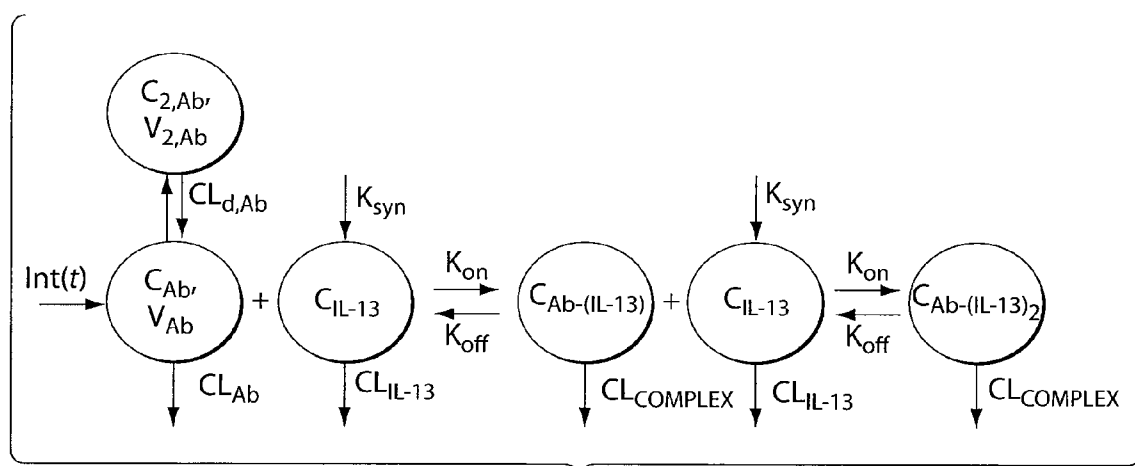 C2,Ab,
V2,Ab
CLd,Ab
Ksyn
Ksyn
Int(t)
CAb,
VAb
+
CIL-13
Kon
Koff
CAb-(IL-13)
+
CIL-13
Kon
Koff
CAb-(IL-13)2
CLAb
CLIL-13
CLCOMPLEX
CLIL-13
CLCOMPLEX